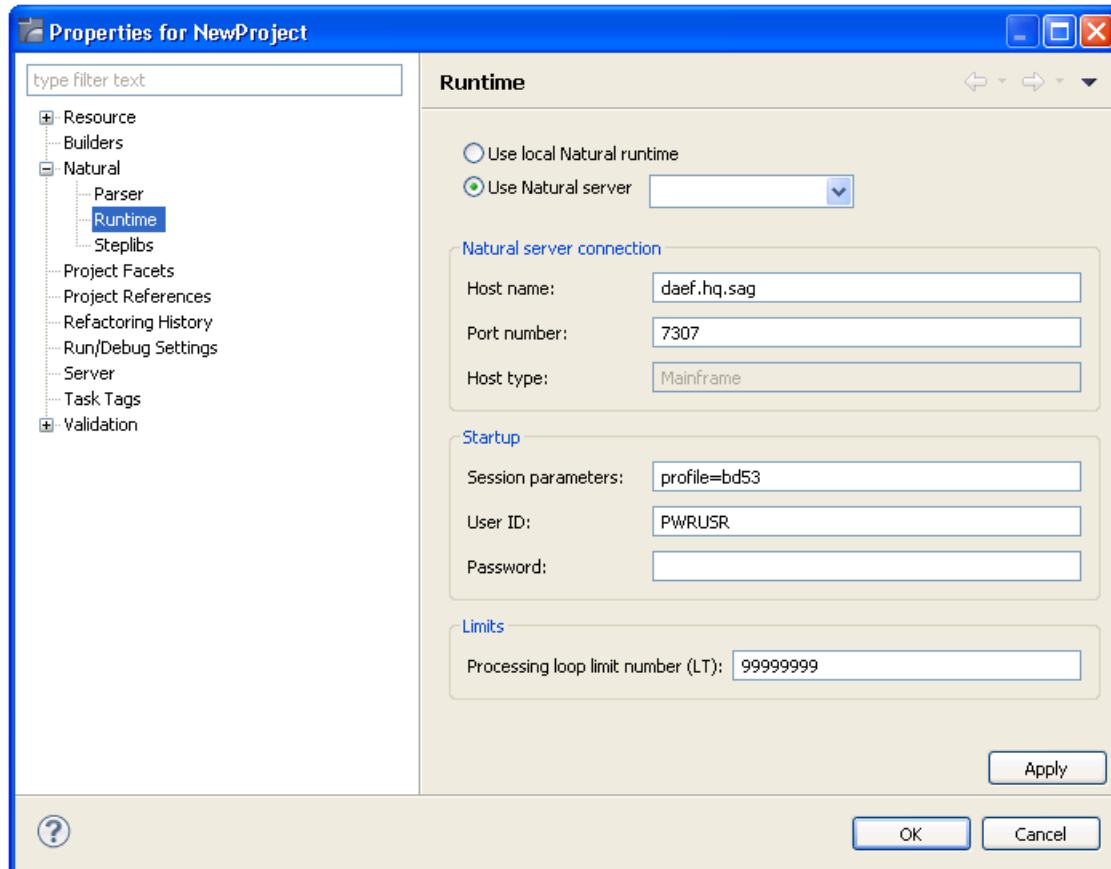 Properties for NewProject
type filter text
Resource
Builders
Natural
Parser
Runtime
Steplibs
Project Facets
Project References
Refactoring History
Run/Debug Settings
Server
Task Tags
Validation
Runtime
Use local Natural runtime
Use Natural server
Natural server connection
Host name: daef.hq.sag
Port number: 7307
Host type: Mainframe
Startup
Session parameters: profile=bd53
User ID: PWRUSR
Password:
Limits
Processing loop limit number (LT): 99999999
Apply
? OK Cancel